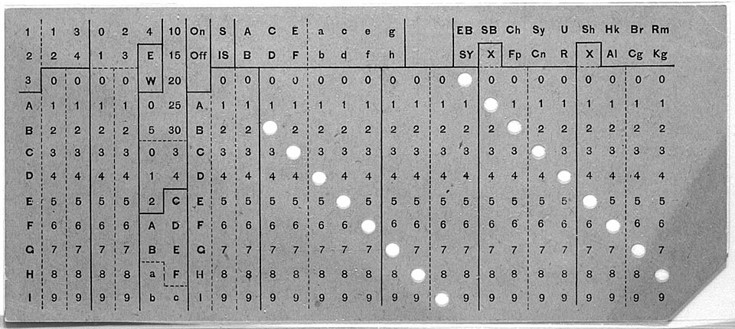 1 1 3 0 2 4 10 On S A C E a c e g EB SB Ch Sy U Sh Hk Br Rm
2 2 4 1 3 E 15 Off IS B D F b d f h SY X Fp Cn R X Al Cg Kg
3 0 0 0 0 W 20 0 0 0 0 0 0 0 0 0 0 0 0 0 0 0 0 0 0
A 1 1 1 1 0 25 A 1 1 1 1 1 1 1 1 1 1 1 1 1 1 1 1 1 1
B 2 2 2 2 5 30 B 2 2 2 2 2 2 2 2 2 2 2 2 2 2 2 2 2
C 3 3 3 3 0 3 C 3 3 3 3 3 3 3 3 3 3 3 3 3 3 3 3 3
D 4 4 4 4 1 4 D 4 4 4 4 4 4 4 4 4 4 4 4 4 4 4 4 4
E 5 5 5 5 2 C E 5 5 5 5 5 5 5 5 5 5 5 5 5 5 5 5 5
F 6 6 6 6 A D F 6 6 6 6 6 6 6 6 6 6 6 6 6 6 6 6 6
G 7 7 7 7 B E G 7 7 7 7 7 7 7 7 7 7 7 7 7 7 7 7 7
H 8 8 8 8 a F H 8 8 8 8 8 8 8 8 8 8 8 8 8 8 8 8 8
I 9 9 9 9 b c I 9 9 9 9 9 9 9 9 9 9 9 9 9 9 9 9 9 9